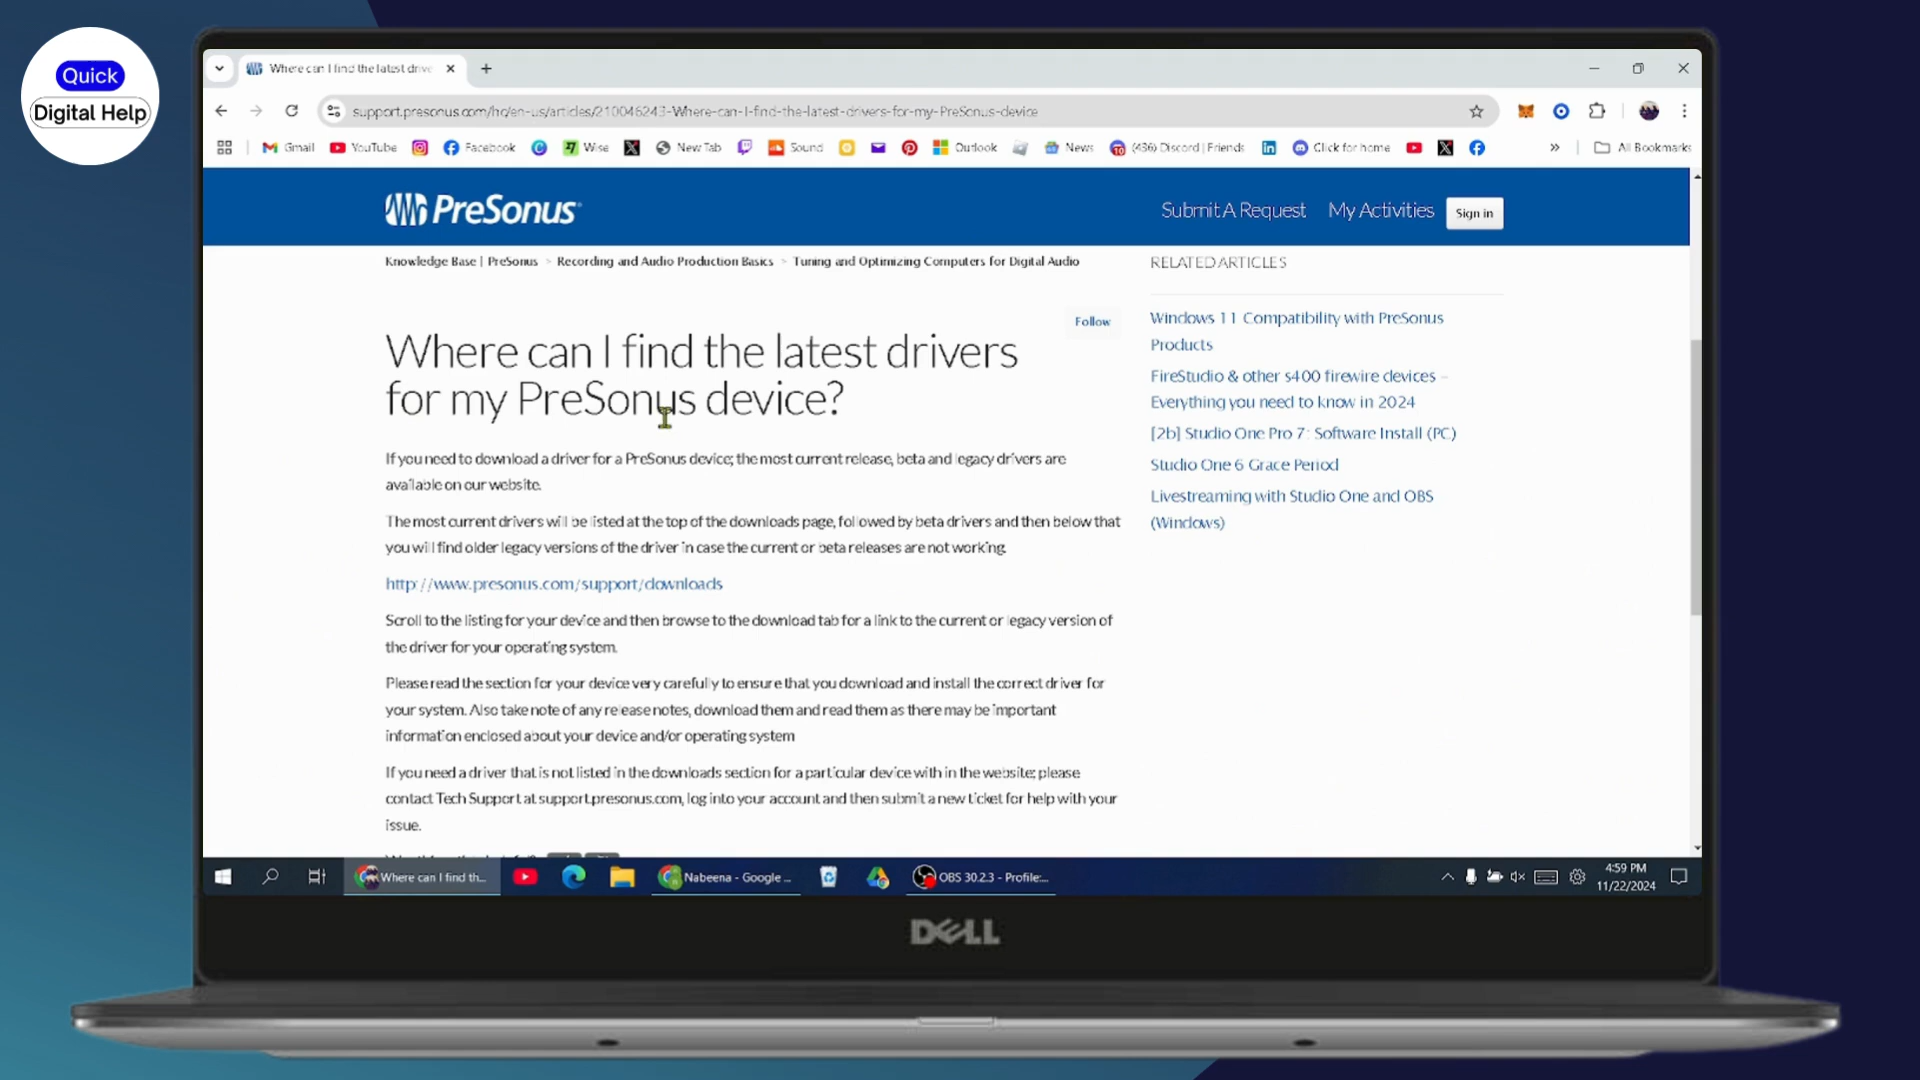 Quick
Digital Help
Where can I find the latest drive
support.presonus.com/hc/en-us/articles/210046243-Where-can-I-find-the-latest-drivers-for-my-PreSonus-device
Gmail YouTube Facebook Wise New Tab Sound Outlook News (436) Discord | Friends Click for home All Bookmarks
PreSonus
Submit A Request My Activities Sign in
Knowledge Base | PreSonus > Recording and Audio Production Basics > Tuning and Optimizing Computers for Digital Audio
Follow
Where can I find the latest drivers
for my PreSonus device?
If you need to download a driver for a PreSonus device; the most current release, beta and legacy drivers are
available on our website.
The most current drivers will be listed at the top of the downloads page, followed by beta drivers and then below that
you will find older legacy versions of the driver in case the current or beta releases are not working.
http://www.presonus.com/support/downloads
Scroll to the listing for your device and then browse to the download tab for a link to the current or legacy version of
the driver for your operating system.
Please read the section for your device very carefully to ensure that you download and install the correct driver for
your system. Also take note of any release notes, download them and read them as there may be important
information enclosed about your device and/or operating system
If you need a driver that is not listed in the downloads section for a particular device with in the website; please
contact Tech Support at support.presonus.com, log into your account and then submit a new ticket for help with your
issue.
RELATED ARTICLES
Windows 11 Compatibility with PreSonus
Products
FireStudio & other s400 firewire devices –
Everything you need to know in 2024
[2b] Studio One Pro 7: Software Install (PC)
Studio One 6 Grace Period
Livestreaming with Studio One and OBS
(Windows)
Where can I find th...
Nabeena - Google ...
OBS 30.2.3 - Profile:...
4:59 PM
11/22/2024
DELL